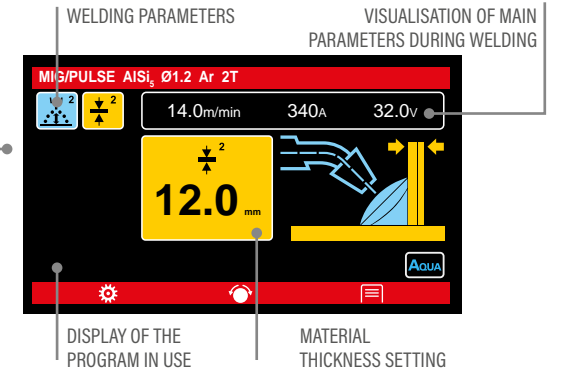 WELDING PARAMETERS
VISUALISATION OF MAIN
PARAMETERS DURING WELDING
MIG/PULSE AlSi₅ Ø1.2 Ar 2T
2
2
14.0m/min 340A 32.0V
2
12.0 mm
AQUA
DISPLAY OF THE
PROGRAM IN USE
MATERIAL
THICKNESS SETTING